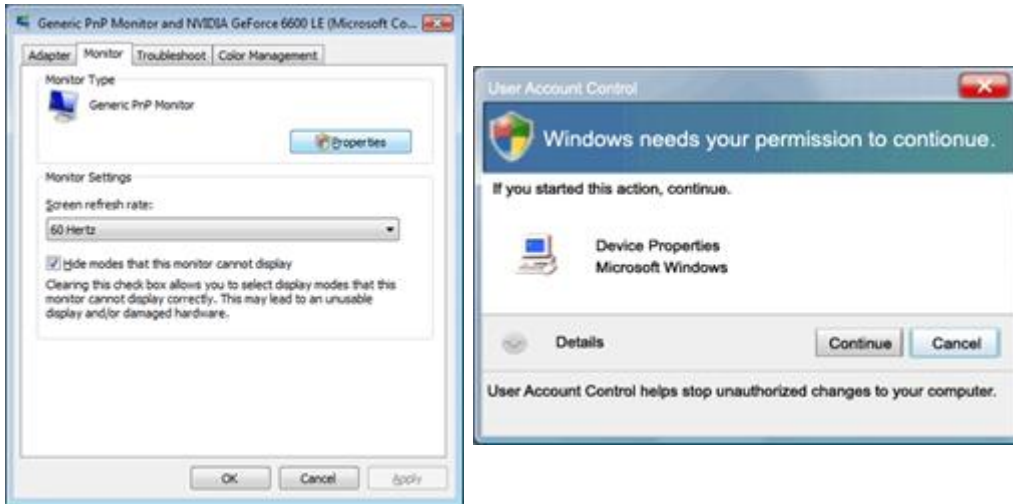 Generic PnP Monitor and NVIDIA GeForce 6600 LE (Microsoft Co...
Adapter Monitor Troubleshoot Color Management
Monitor Type
Generic PnP Monitor
Properties
Monitor Settings
Screen refresh rate:
60 Hertz
Hide modes that this monitor cannot display
Clearing this check box allows you to select display modes that this
monitor cannot display correctly. This may lead to an unusable
display and/or damaged hardware.
OK Cancel Apply
User Account Control
Windows needs your permission to contionue.
If you started this action, continue.
Device Properties
Microsoft Windows
Details Continue Cancel
User Account Control helps stop unauthorized changes to your computer.